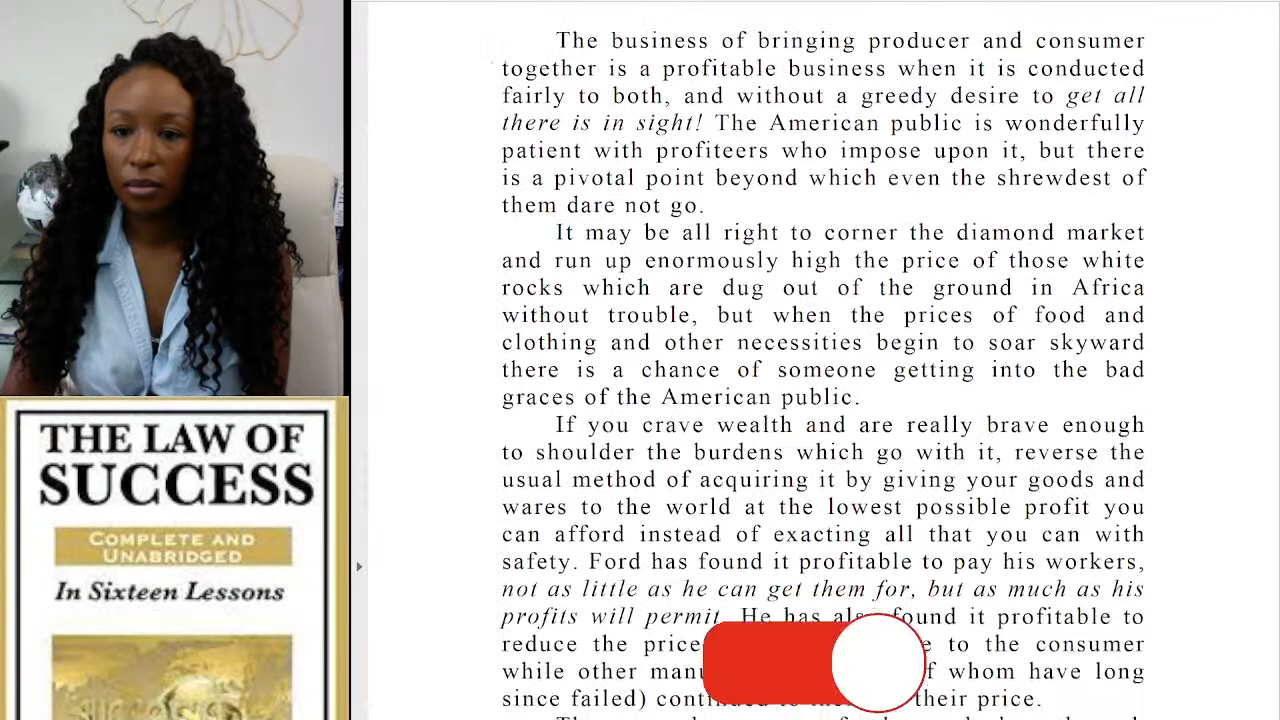 The business of bringing producer and consumer
together is a profitable business when it is conducted
fairly to both, and without a greedy desire to get all
there is in sight! The American public is wonderfully
patient with profiteers who impose upon it, but there
is a pivotal point beyond which even the shrewdest of
them dare not go.
It may be all right to corner the diamond market
and run up enormously high the price of those white
rocks which are dug out of the ground in Africa
without trouble, but when the prices of food and
clothing and other necessities begin to soar skyward
there is a chance of someone getting into the bad
graces of the American public.
If you crave wealth and are really brave enough
to shoulder the burdens which go with it, reverse the
usual method of acquiring it by giving your goods and
wares to the world at the lowest possible profit you
can afford instead of exacting all that you can with
safety. Ford has found it profitable to pay his workers,
not as little as he can get them for, but as much as his
profits will permit. He has also found it profitable to
reduce the price to the consumer
while other of whom have long
since failed) continued to their price.
THE LAW OF
SUCCESS
COMPLETE AND
UNABRIDGED
In Sixteen Lessons